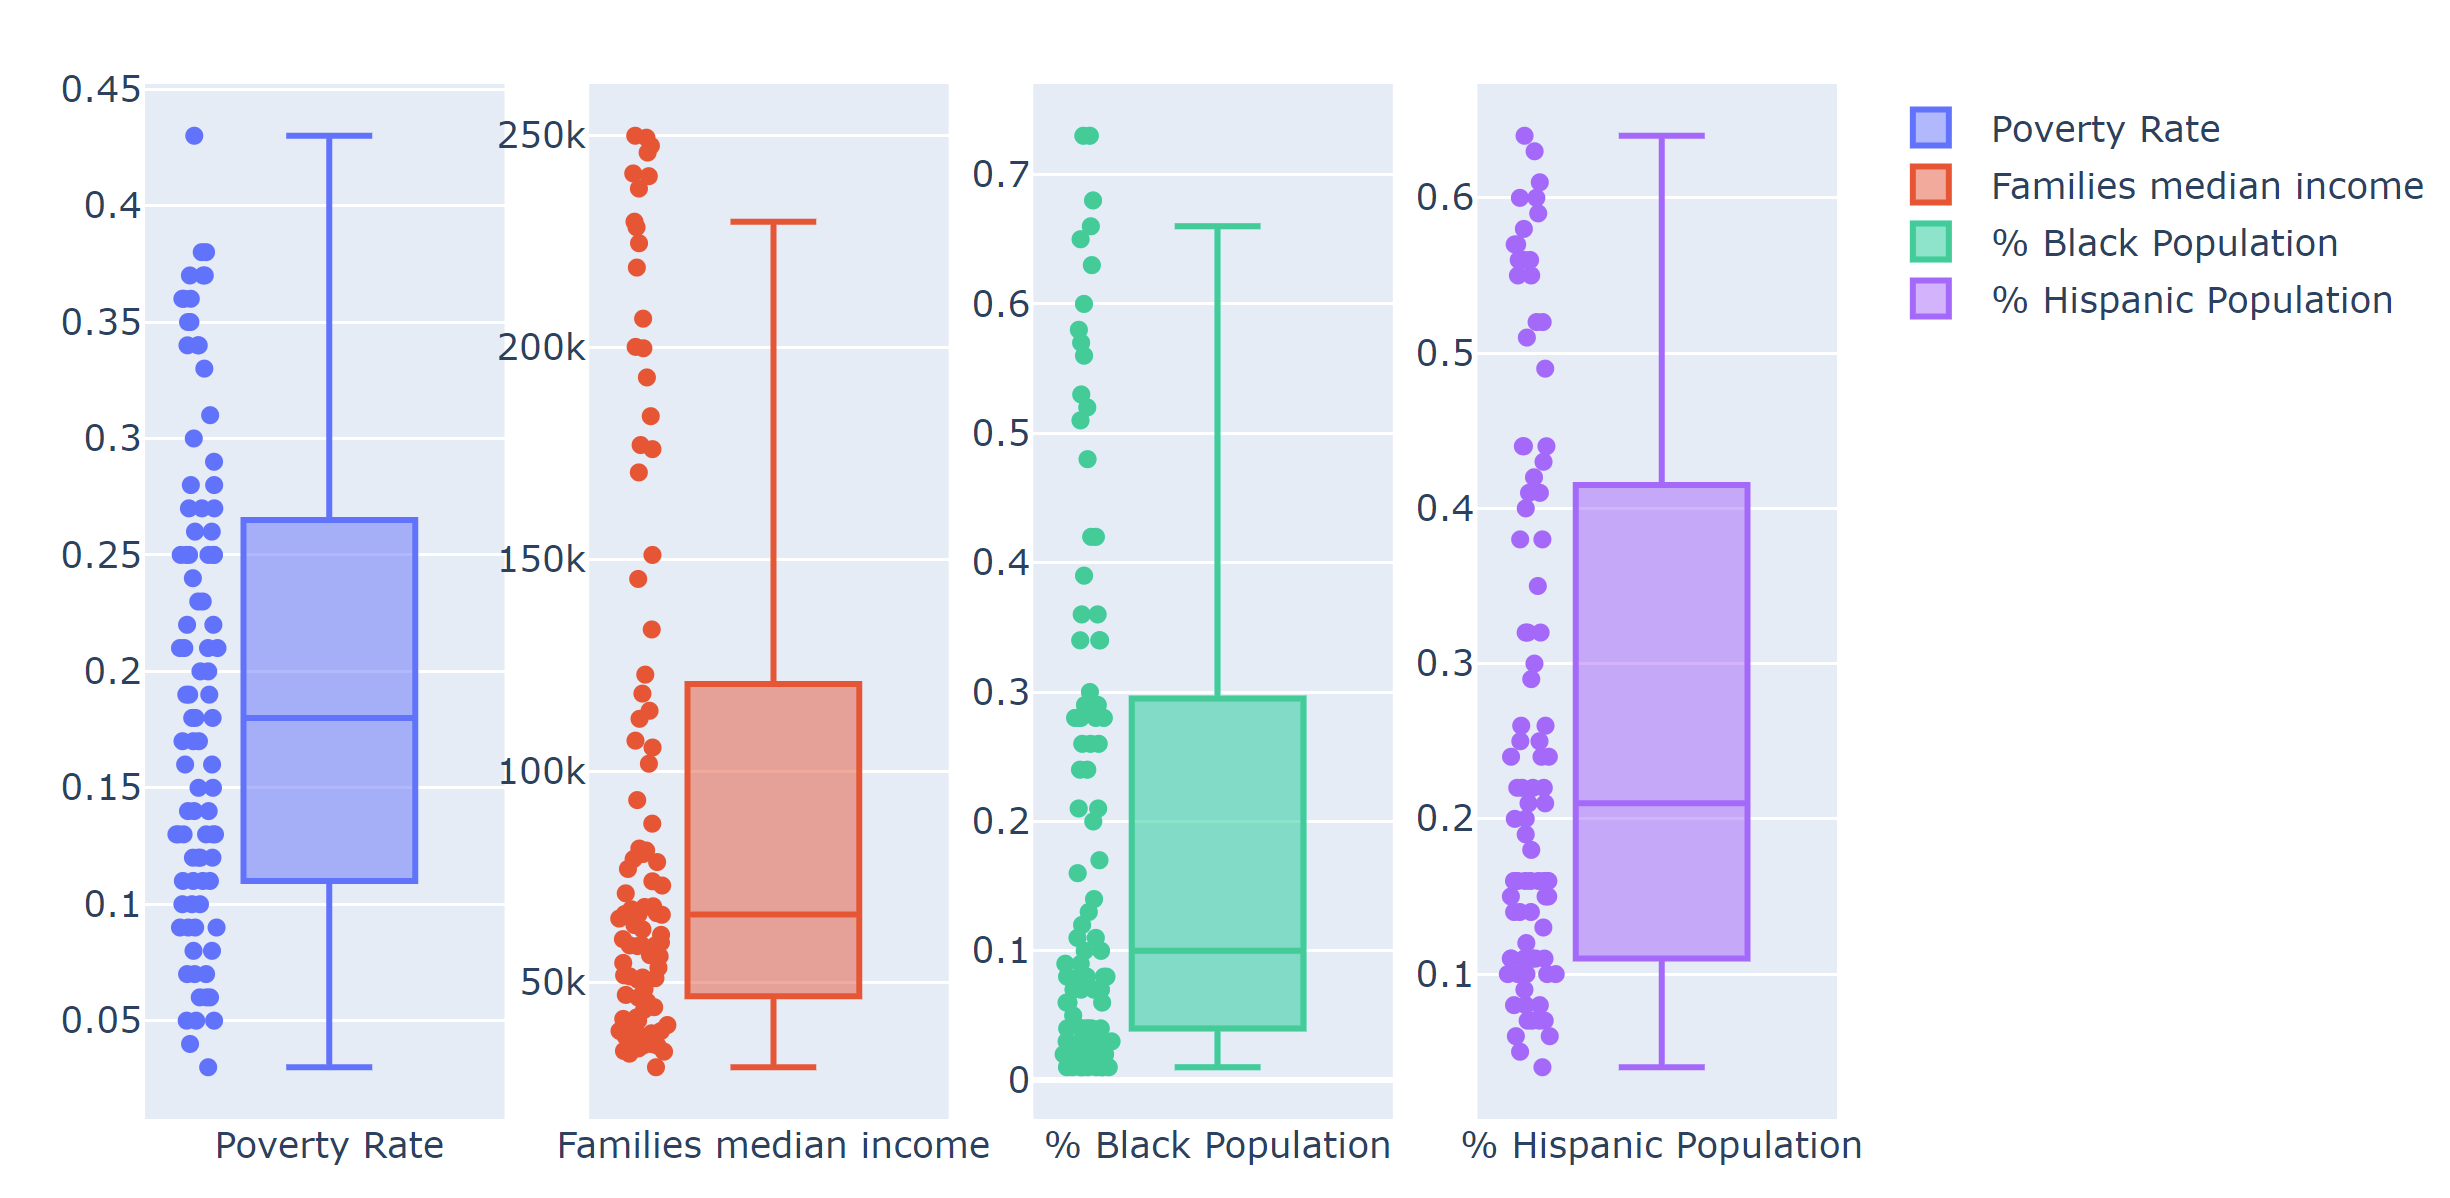 0.45
0.4
0.35
0.3
0.25
0.2
0.15
0.1
0.05
Poverty Rate
250k
200k
150k
100k
50k
Families median income
0.7
0.6
0.5
0.4
0.3
0.2
0.1
0
% Black Population
0.6
0.5
0.4
0.3
0.2
0.1
% Hispanic Population
Poverty Rate
Families median income
% Black Population
% Hispanic Population